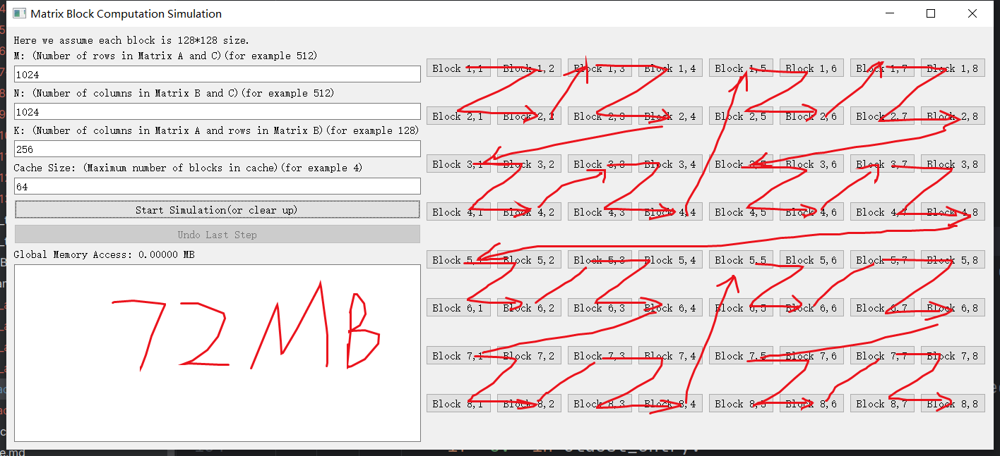 Matrix Block Computation Simulation
Here we assume each block is 128*128 size.
M: (Number of rows in Matrix A and C)(for example 512)
1024
N: (Number of columns in Matrix B and C)(for example 512)
1024
K: (Number of columns in Matrix A and rows in Matrix B)(for example 128)
256
Cache Size: (Maximum number of blocks in cache)(for example 4)
64
Start Simulation(or clear up)
Undo Last Step
Global Memory Access: 0.00000 MB
72MB
Block 1,1 Block 1,2 Block 1,3 Block 1,4 Block 1,5 Block 1,6 Block 1,7 Block 1,8
Block 2,1 Block 2,2 Block 2,3 Block 2,4 Block 2,5 Block 2,6 Block 2,7 Block 2,8
Block 3,1 Block 3,2 Block 3,3 Block 3,4 Block 3,5 Block 3,6 Block 3,7 Block 3,8
Block 4,1 Block 4,2 Block 4,3 Block 4,4 Block 4,5 Block 4,6 Block 4,7 Block 4,8
Block 5,1 Block 5,2 Block 5,3 Block 5,4 Block 5,5 Block 5,6 Block 5,7 Block 5,8
Block 6,1 Block 6,2 Block 6,3 Block 6,4 Block 6,5 Block 6,6 Block 6,7 Block 6,8
Block 7,1 Block 7,2 Block 7,3 Block 7,4 Block 7,5 Block 7,6 Block 7,7 Block 7,8
Block 8,1 Block 8,2 Block 8,3 Block 8,4 Block 8,5 Block 8,6 Block 8,7 Block 8,8